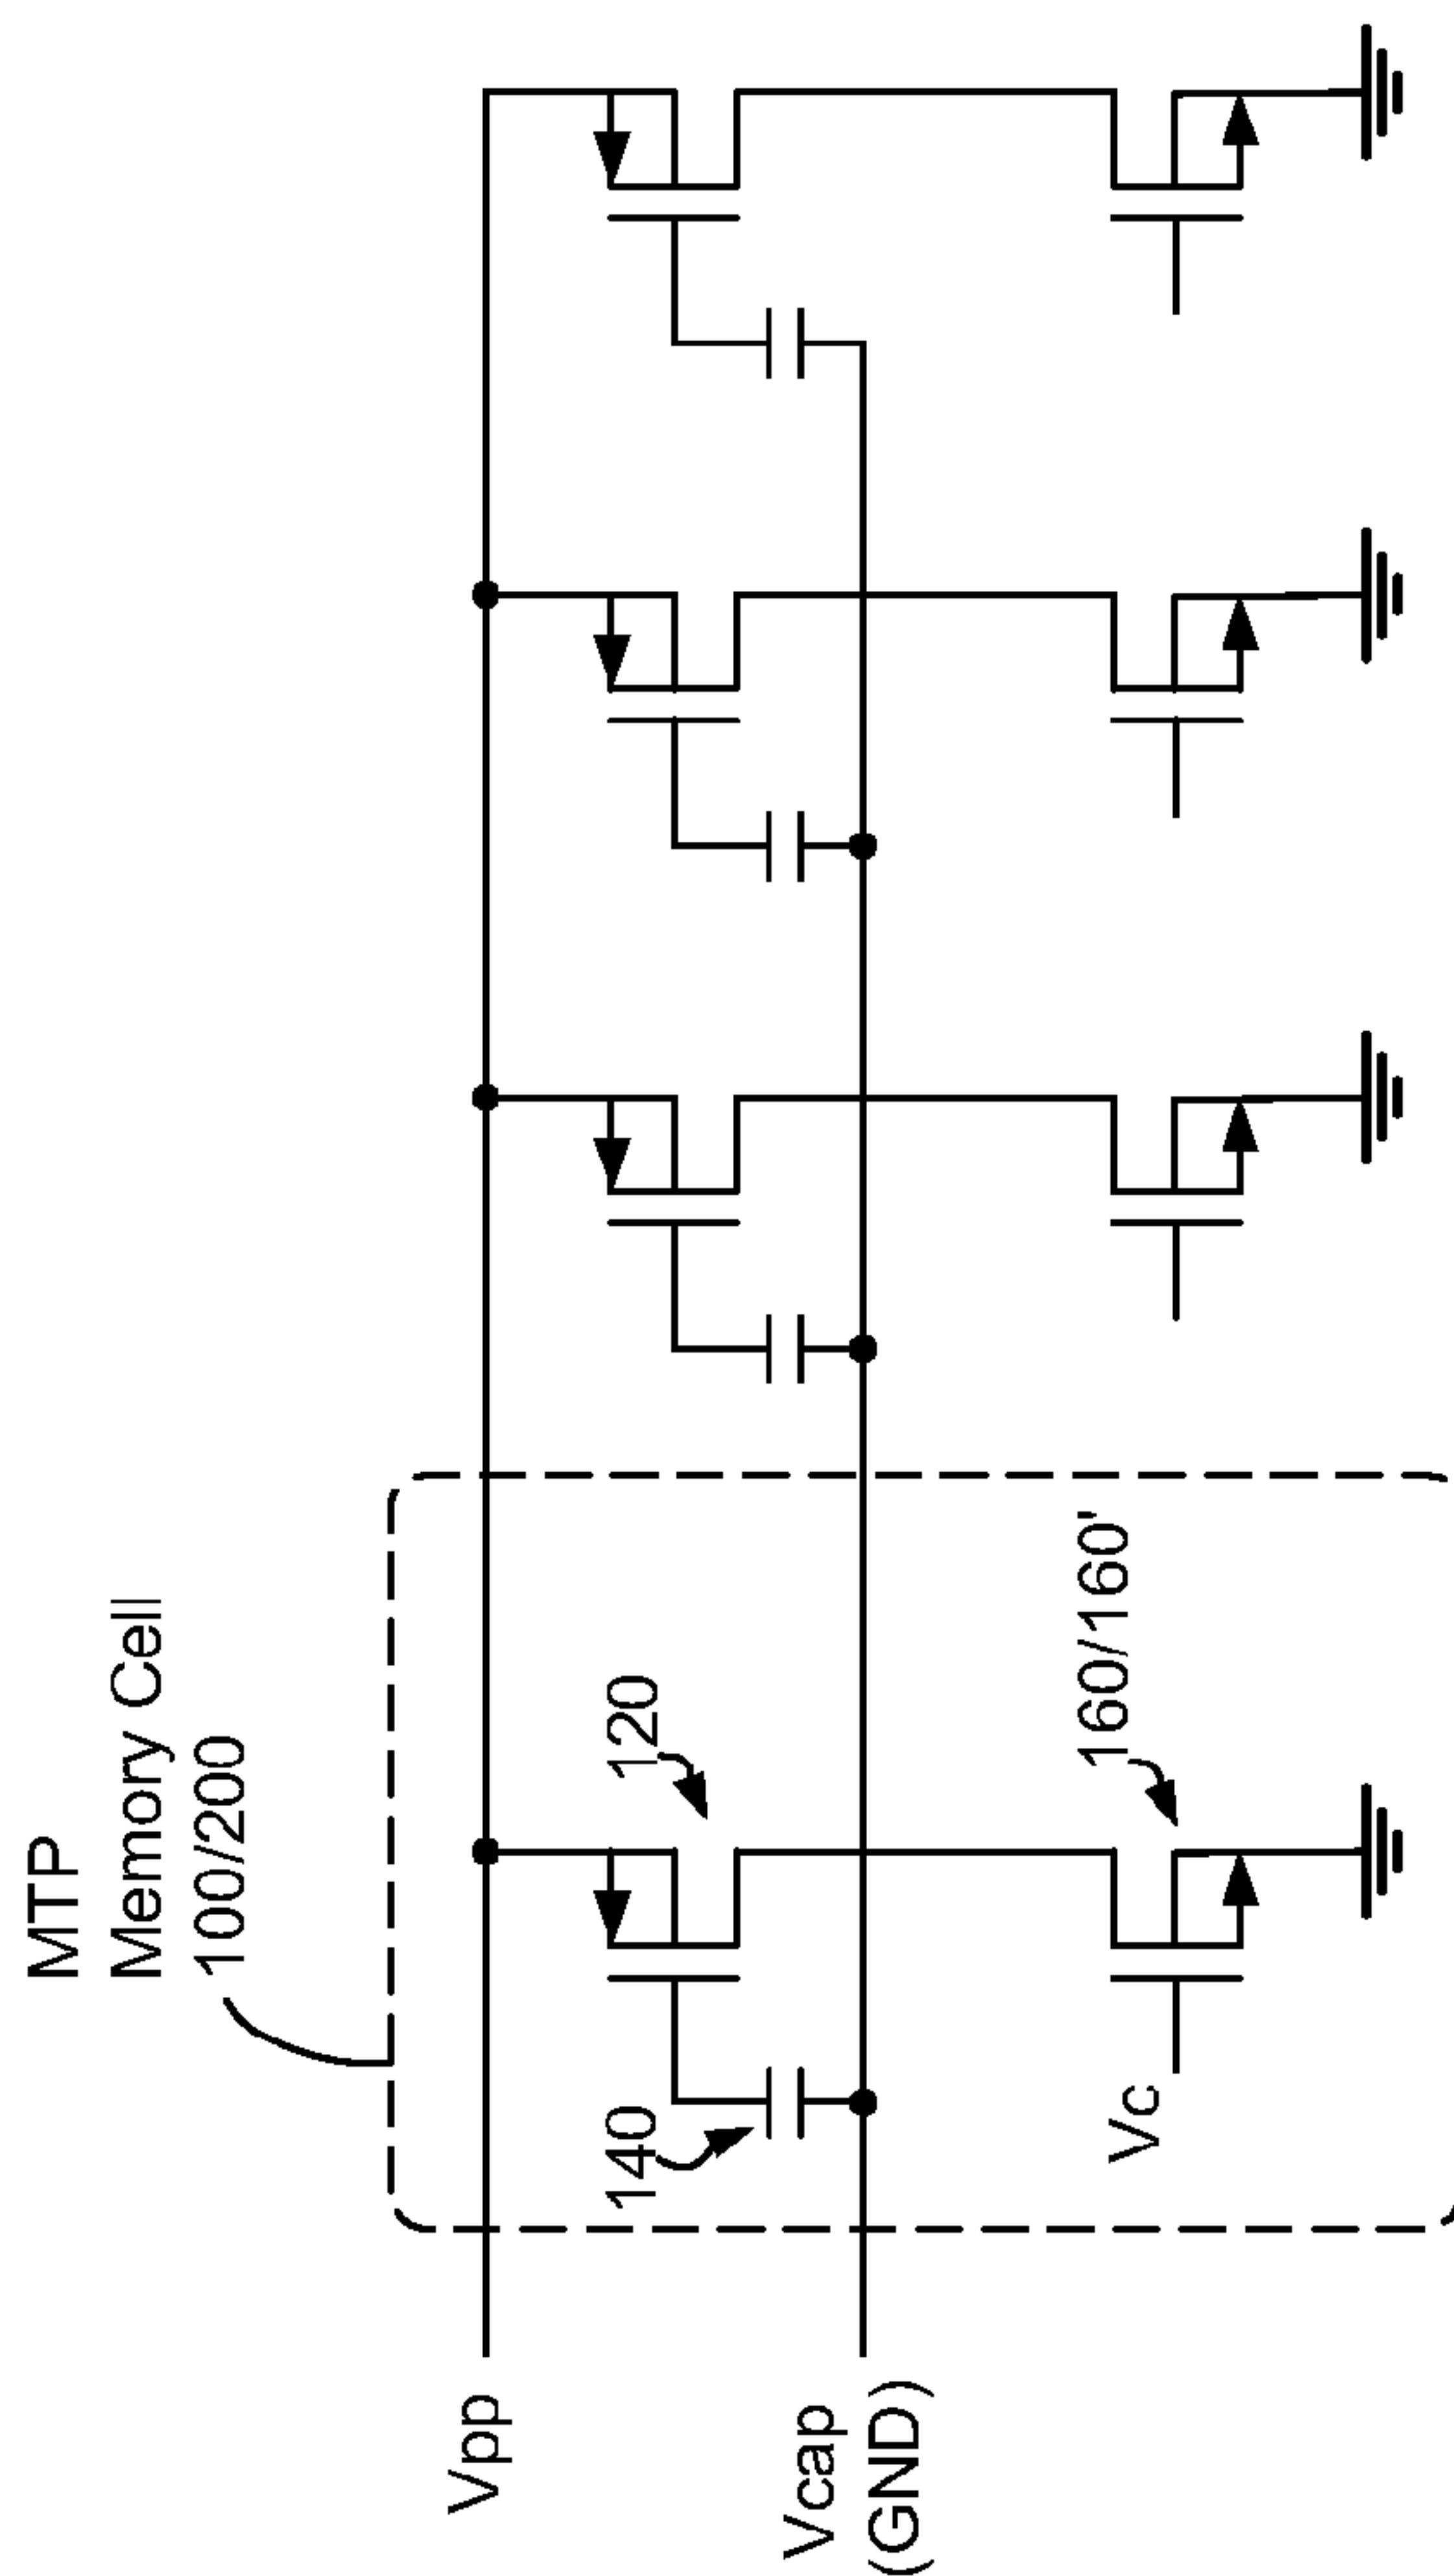 MTP
Memory Cell
100/200
Vpp
120
140
Vcap
(GND)
160/160'
Vc